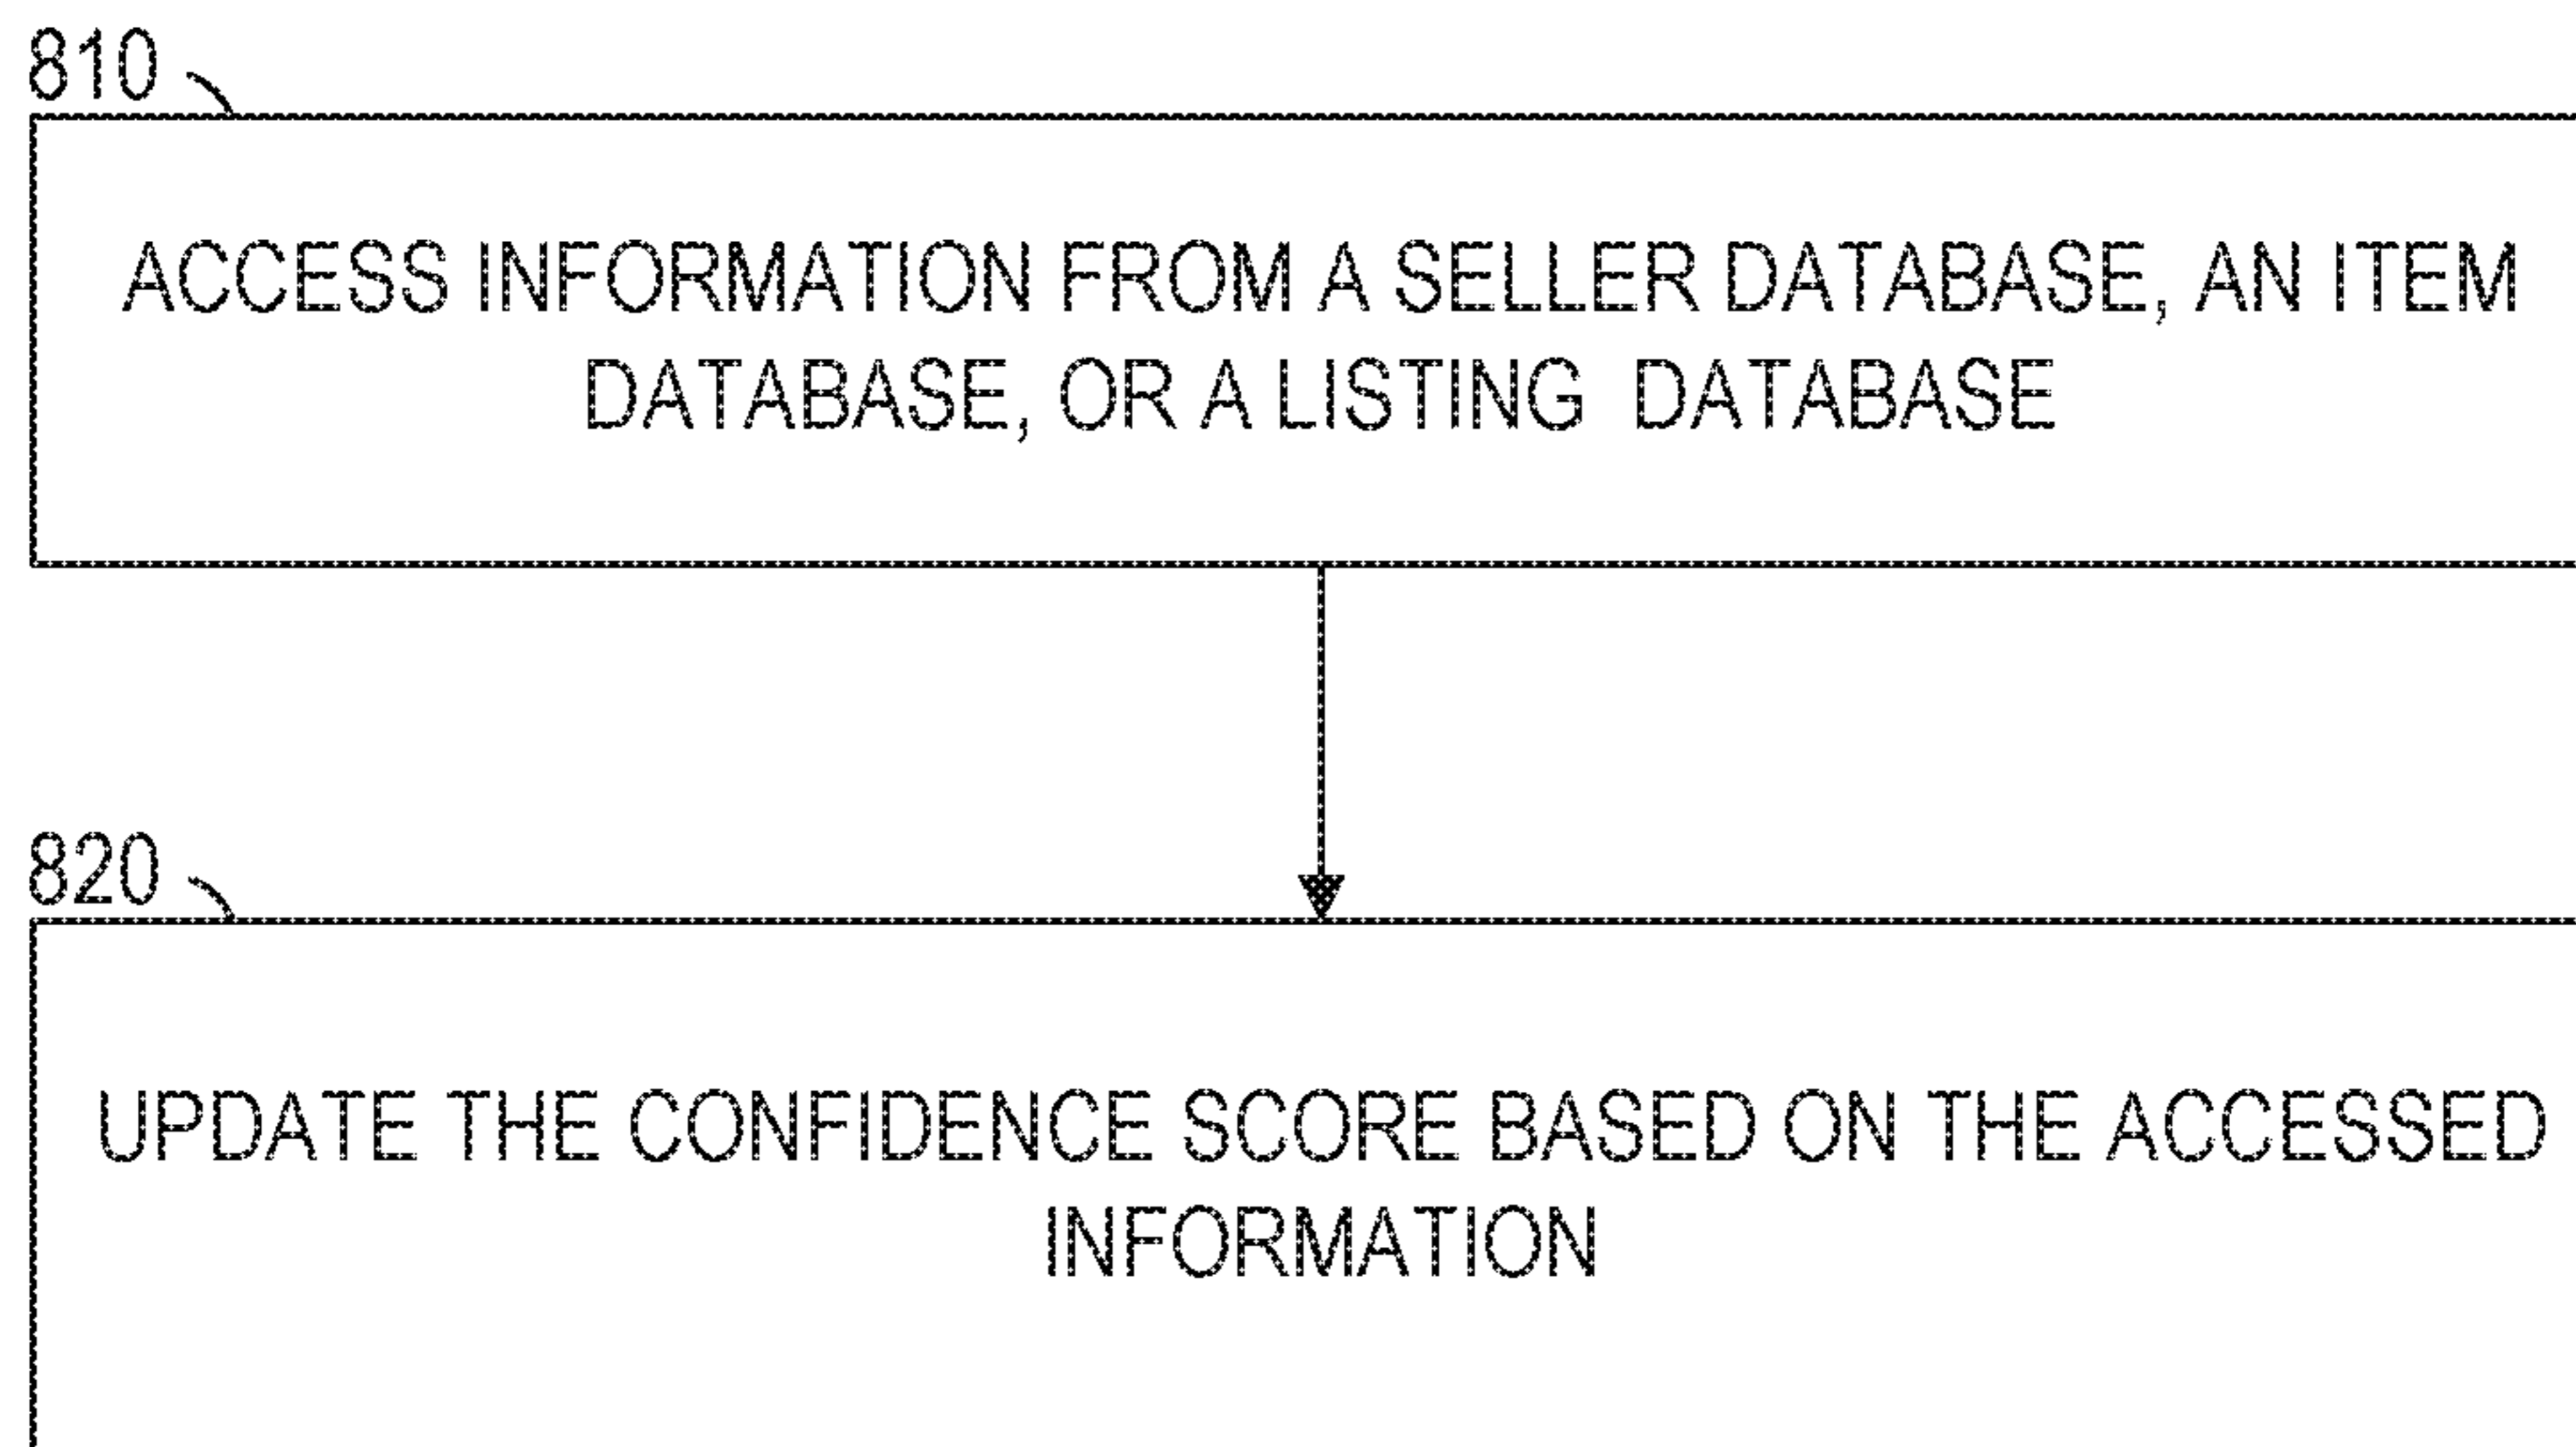 810
ACCESS INFORMATION FROM A SELLER DATABASE, AN ITEM
DATABASE, OR A LISTING DATABASE
820
UPDATE THE CONFIDENCE SCORE BASED ON THE ACCESSED
INFORMATION